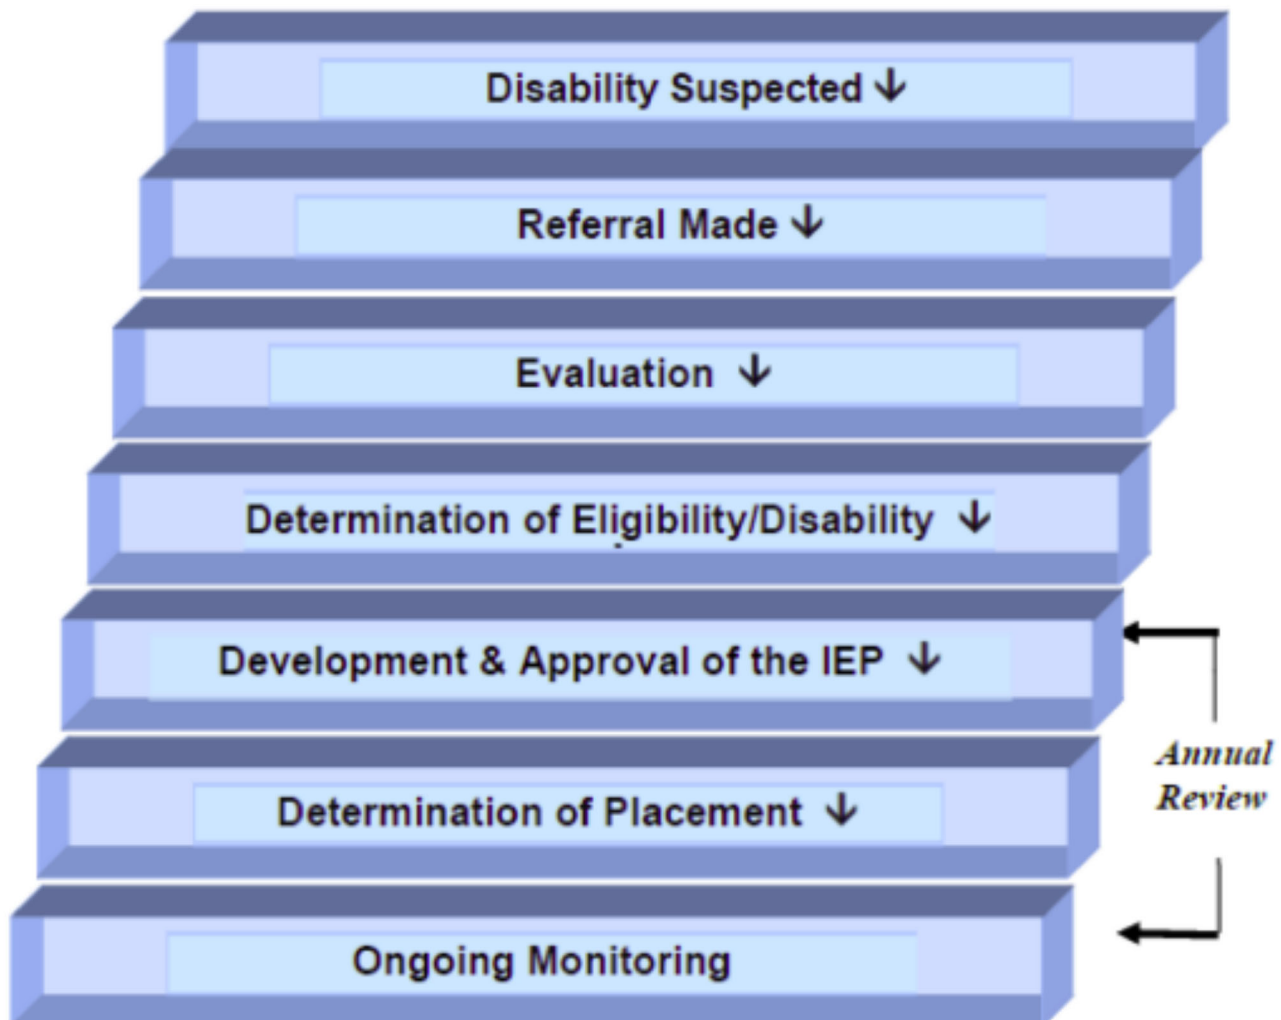 Disability Suspected ↓
Referral Made ↓
Evaluation ↓
Determination of Eligibility/Disability ↓
Development & Approval of the IEP ↓
Determination of Placement ↓
Ongoing Monitoring
Annual
Review